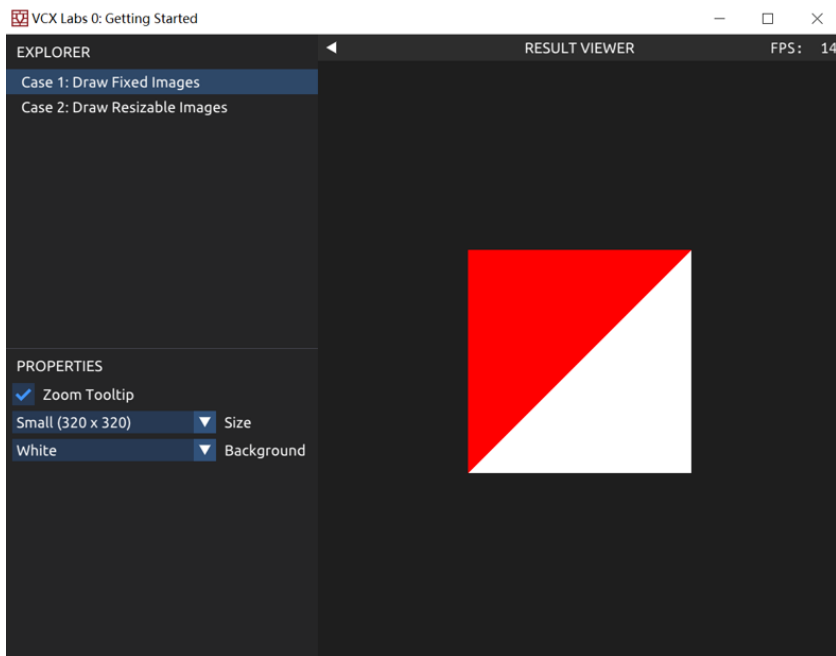 VCX Labs 0: Getting Started
EXPLORER
RESULT VIEWER
FPS: 14
Case 1: Draw Fixed Images
Case 2: Draw Resizable Images
PROPERTIES
Zoom Tooltip
Small (320 x 320) Size
White Background